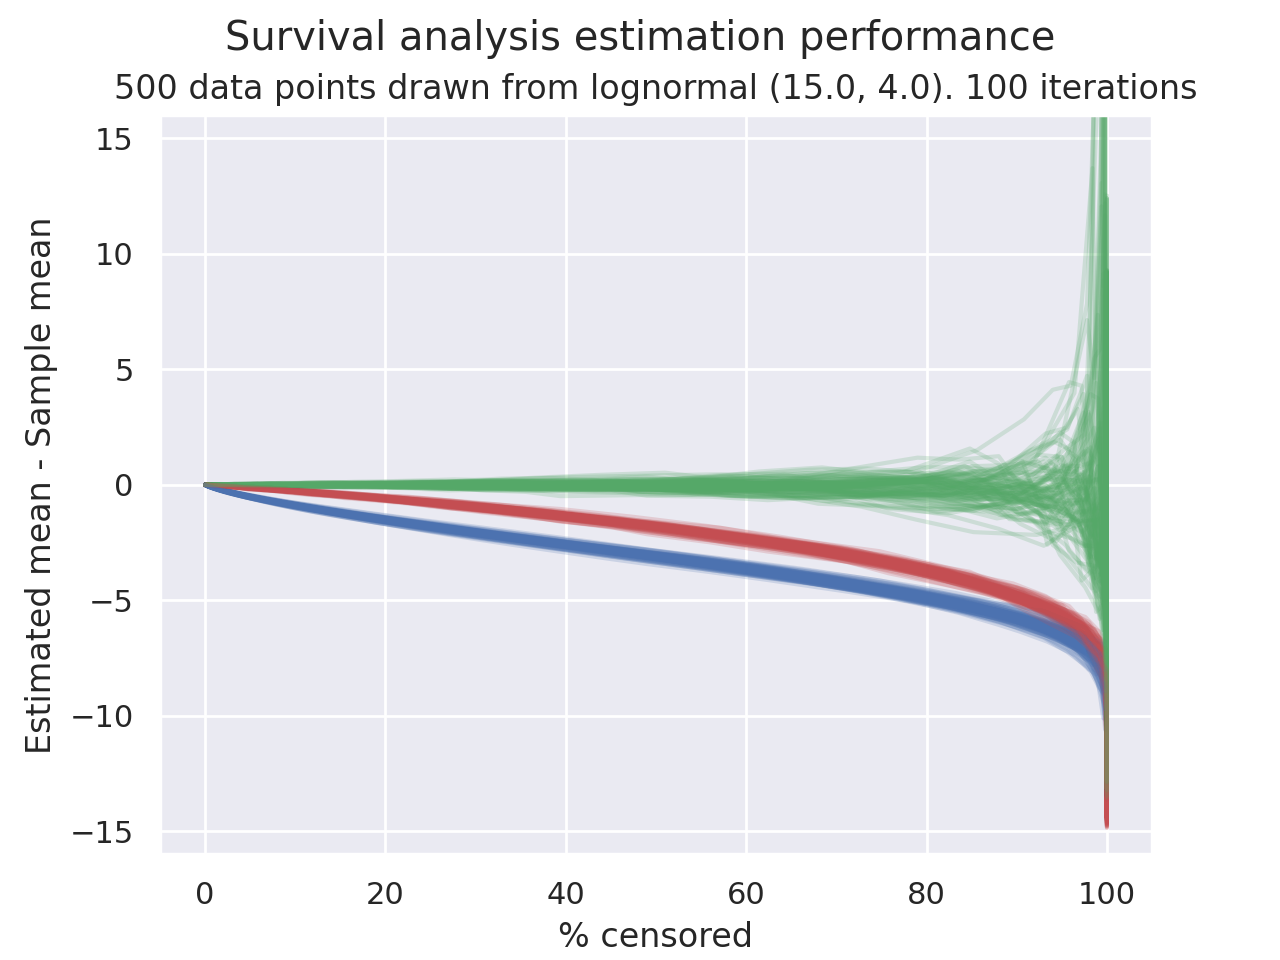 Survival analysis estimation performance
500 data points drawn from lognormal (15.0, 4.0). 100 iterations
Estimated mean - Sample mean
15
10
5
0
−5
−10
−15
0 20 40 60 80 100
% censored